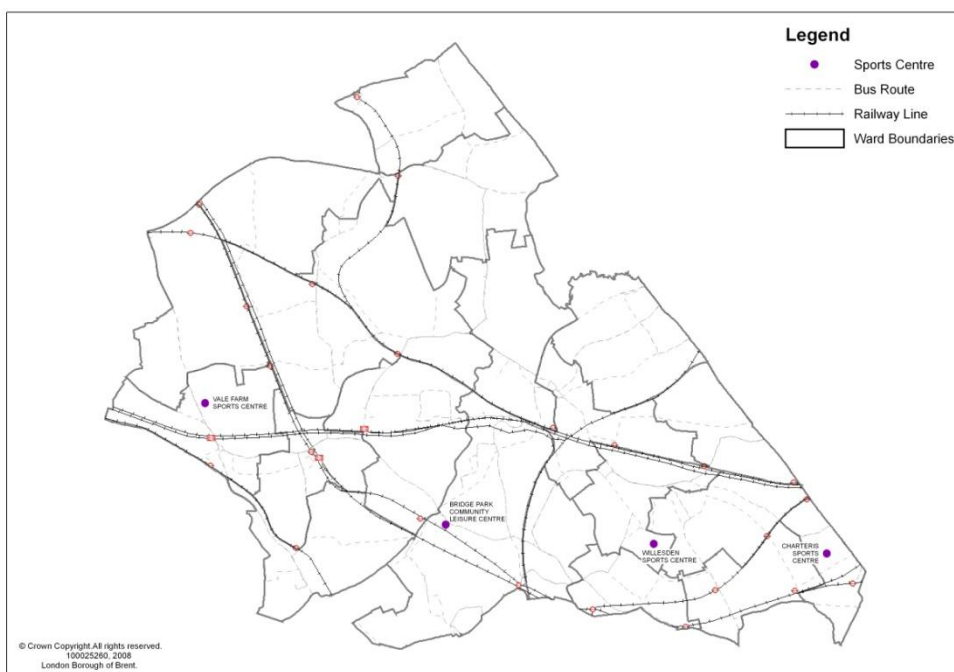 Legend
Sports Centre
Bus Route
Railway Line
Ward Boundaries
VALE FARM
SPORTS CENTRE
BRIDGE PARK
COMMUNITY
LEISURE CENTRE
WILLESDEN
SPORTS CENTRE
CHARTERIS
SPORTS
CENTRE
© Crown Copyright.All rights reserved.
100025260, 2008
London Borough of Brent.